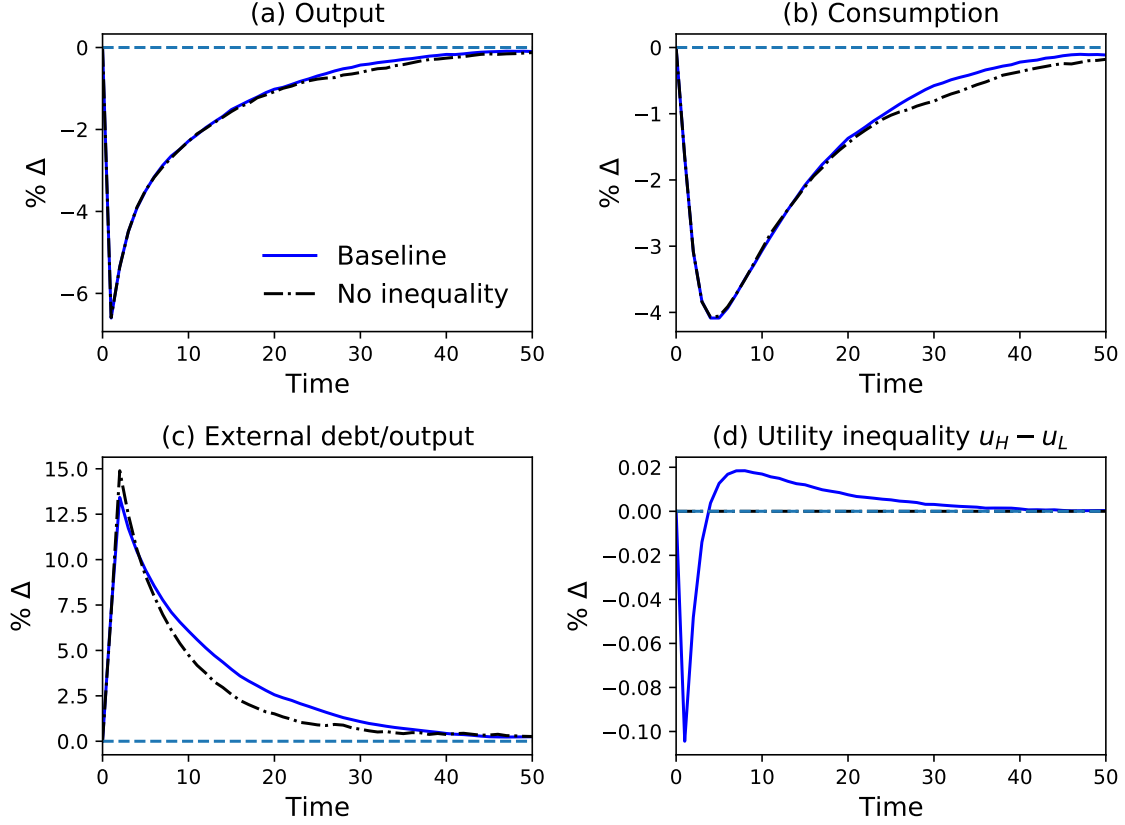 (a) Output
0
−2
−4
−6
% Δ
Baseline
No inequality
0 10 20 30 40 50
Time
(b) Consumption
0
−1
−2
−3
−4
% Δ
0 10 20 30 40 50
Time
(c) External debt/output
15.0
12.5
10.0
7.5
5.0
2.5
0.0
% Δ
0 10 20 30 40 50
Time
(d) Utility inequality u_H − u_L
0.02
0.00
−0.02
−0.04
−0.06
−0.08
−0.10
% Δ
0 10 20 30 40 50
Time